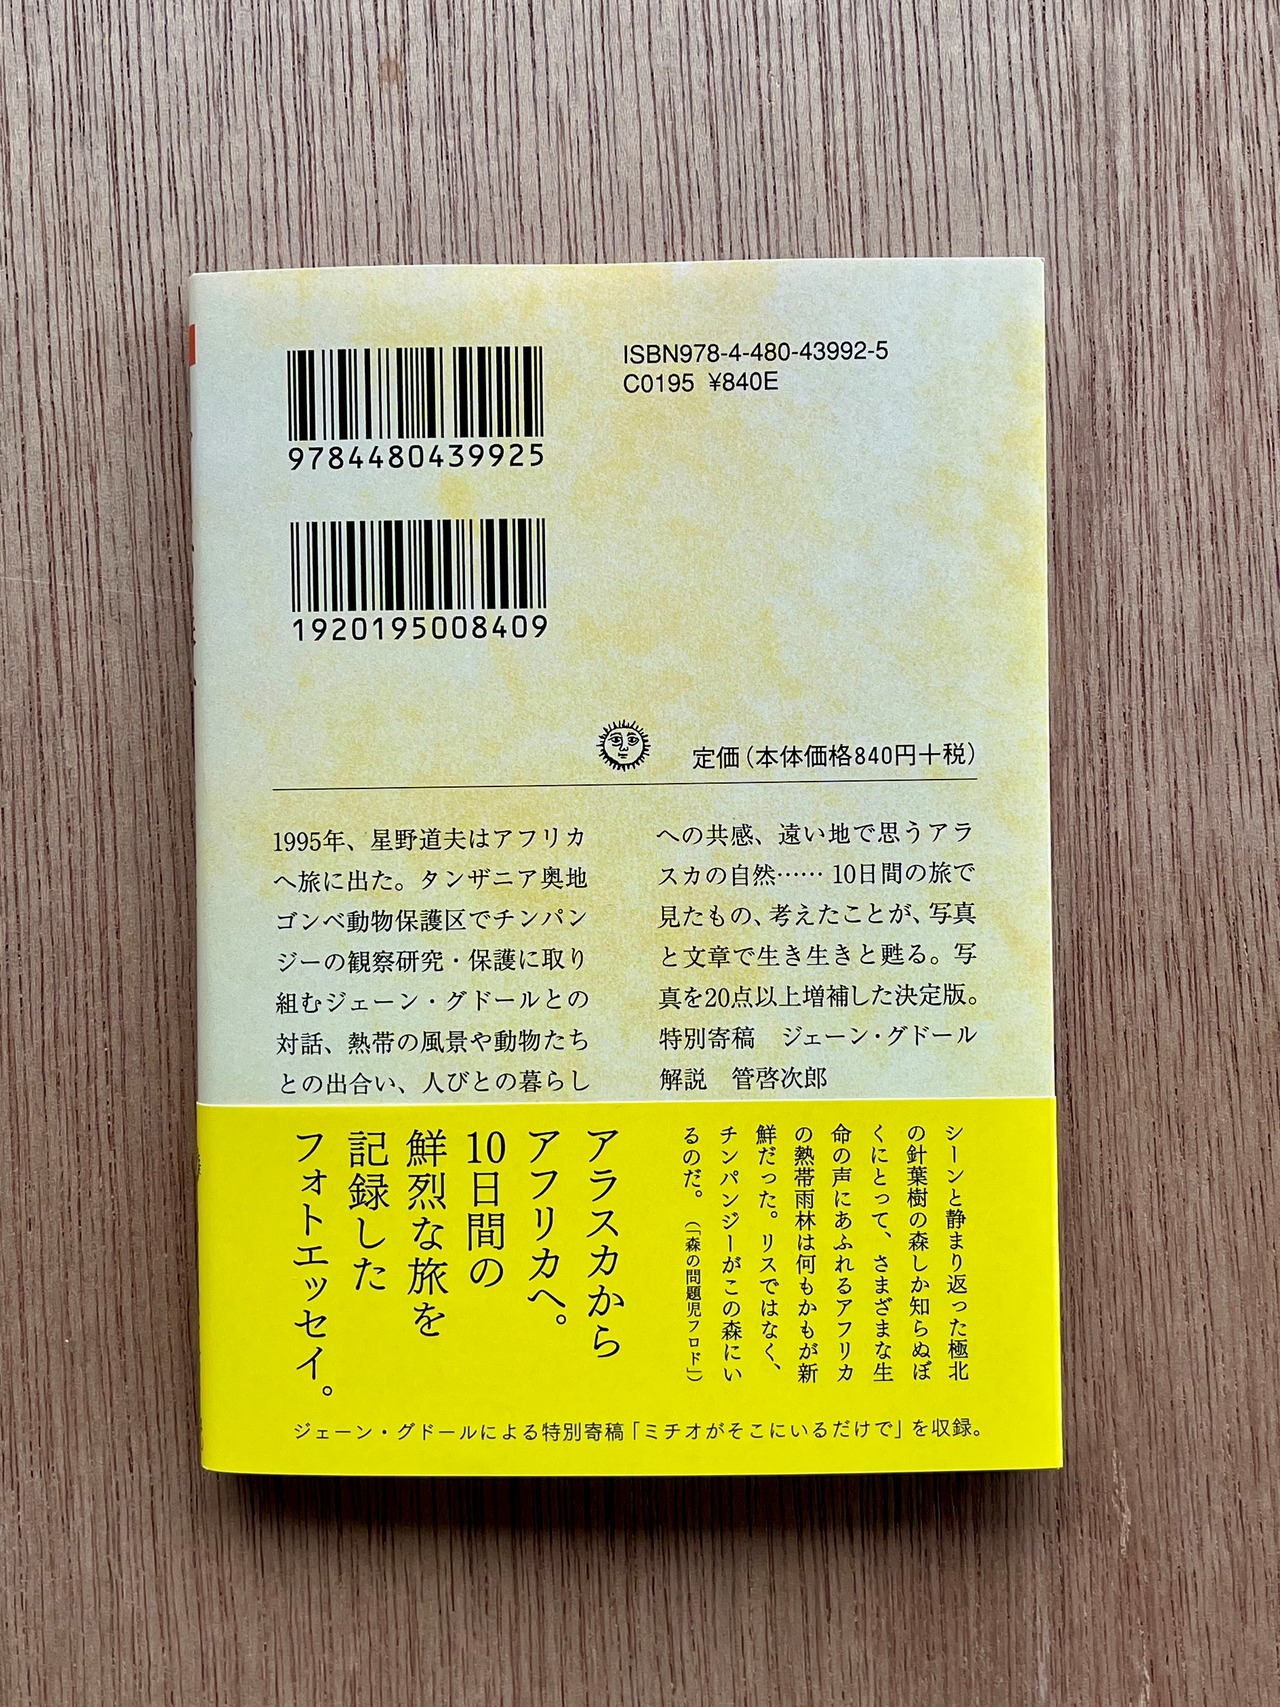 ISBN978-4-480-43992-5
C0195 ¥840E
9784480439925
1920195008409
定価（本体価格840円＋税）
1995年、星野道夫はアフリカ
へ旅に出た。タンザニア奥地
ゴンベ動物保護区でチンパン
ジーの観察研究・保護に取り
組むジェーン・グドールとの
対話、熱帯の風景や動物たち
との出合い、人びとの暮らし
への共感、遠い地で思うアラ
スカの自然…… 10日間の旅で
見たもの、考えたことが、写真
と文章で生き生きと甦る。写
真を20点以上増補した決定版。
特別寄稿　ジェーン・グドール
解説　管啓次郎
シーンと静まり返った極北
の針葉樹の森しか知らぬぼ
くにとって、さまざまな生
命の声にあふれるアフリカ
の熱帯雨林は何もかもが新
鮮だった。リスではなく、
チンパンジーがこの森にい
るのだ。（「森の問題児フロド」）
アラスカから
アフリカへ。
10日間の
鮮烈な旅を
記録した
フォトエッセイ。
ジェーン・グドールによる特別寄稿「ミチオがそこにいるだけで」を収録。